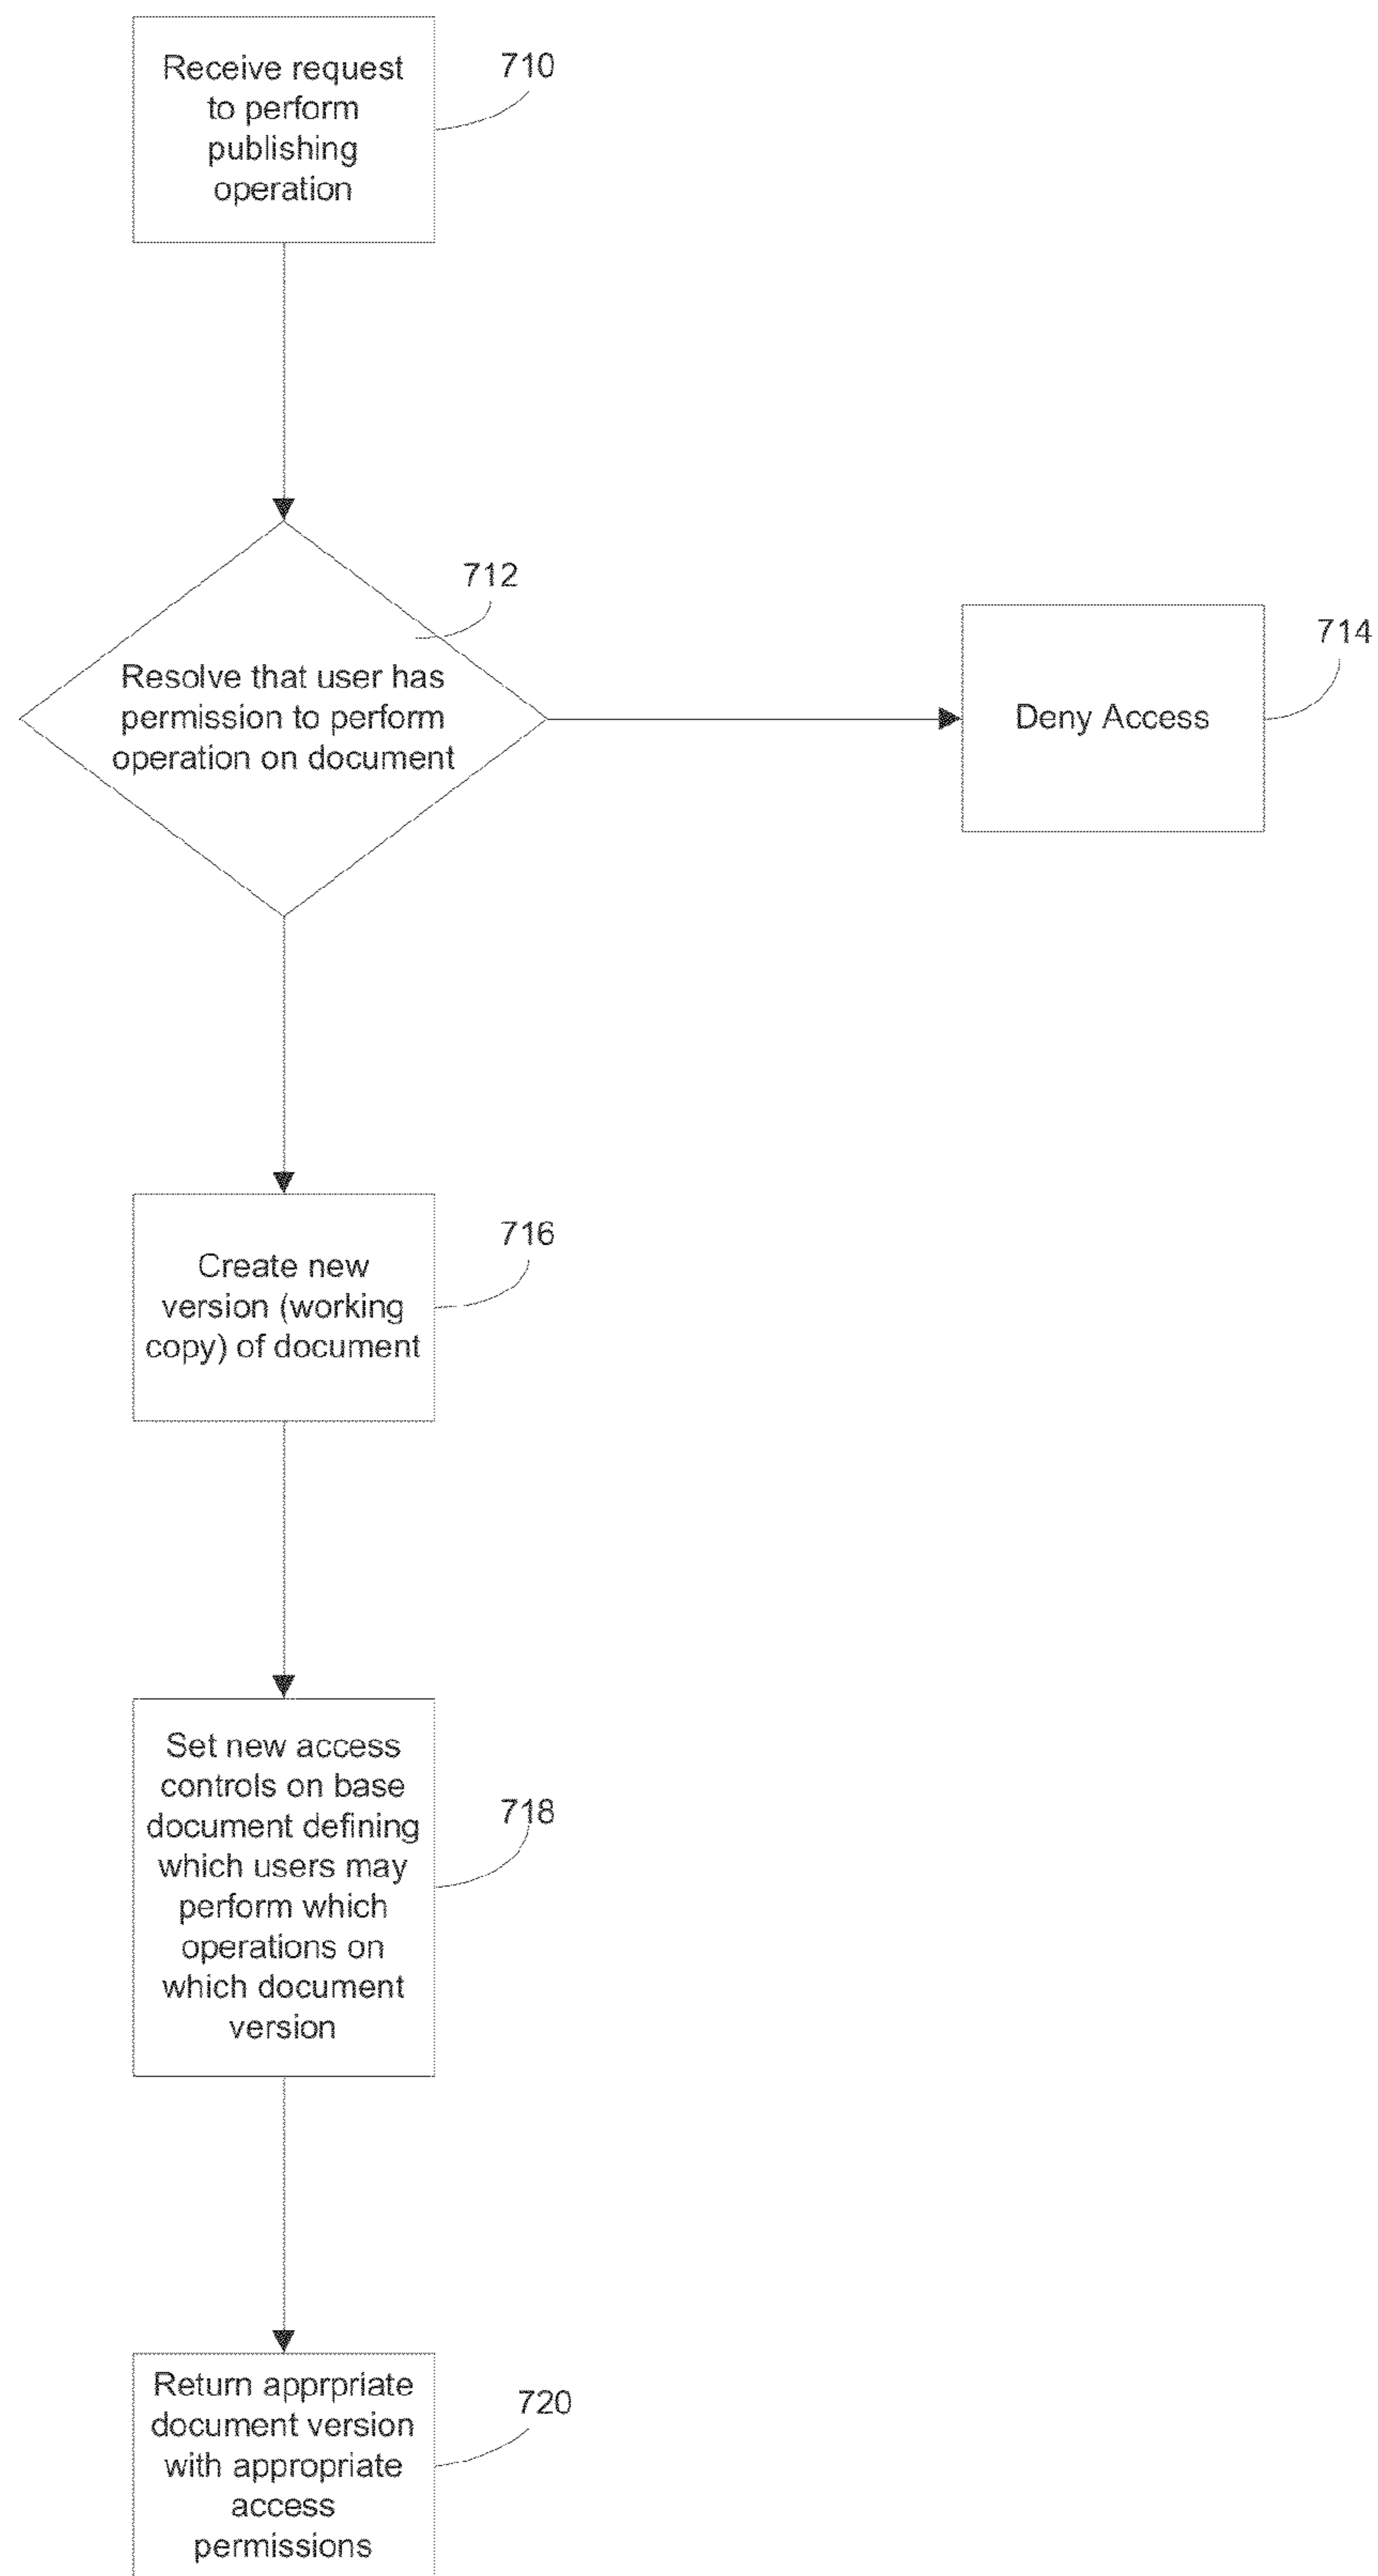 Receive request
to perform
publishing
operation
710
712
Resolve that user has
permission to perform
operation on document
Deny Access
714
Create new
version (working
copy) of document
716
Set new access
controls on base
document defining
which users may
perform which
operations on
which document
version
718
Return apprpriate
document version
with appropriate
access
permissions
720